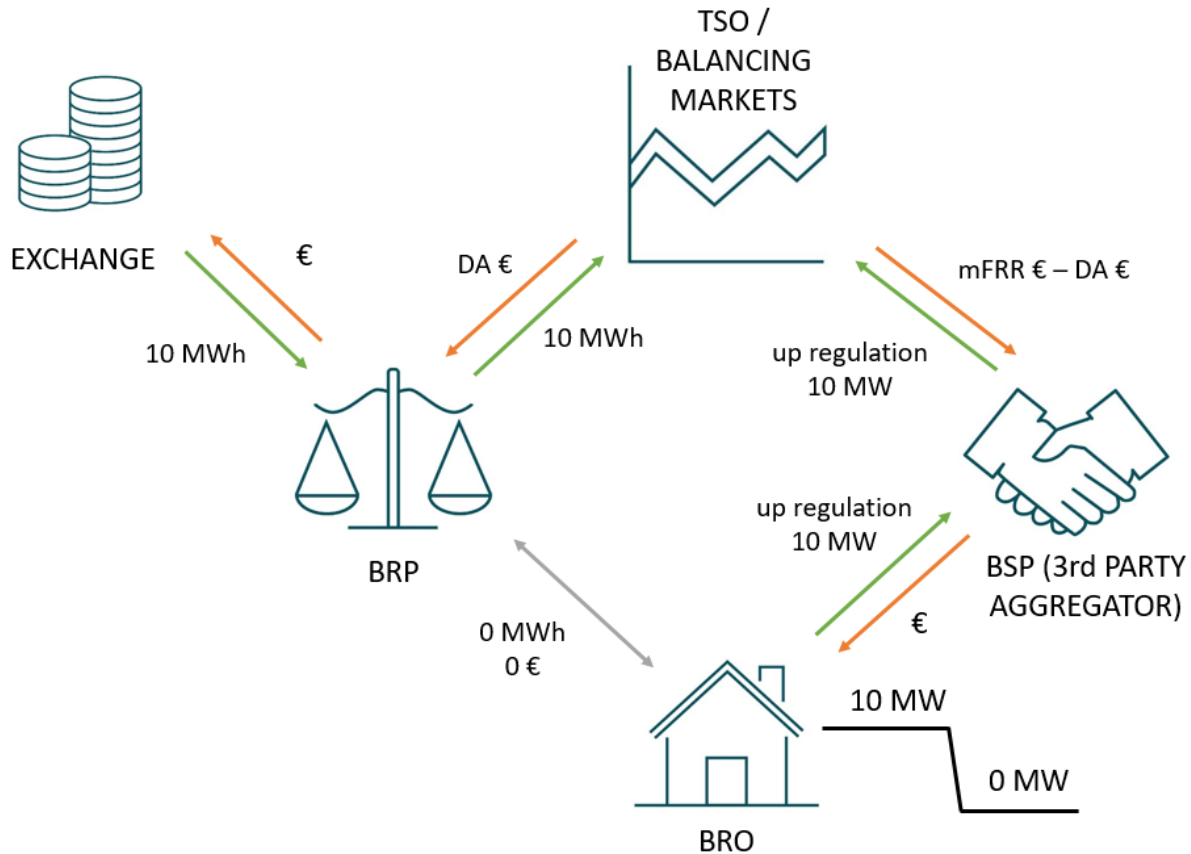 TSO /
BALANCING
MARKETS
EXCHANGE
€
10 MWh
DA €
10 MWh
mFRR € – DA €
up regulation
10 MW
BRP
up regulation
10 MW
BSP (3rd PARTY
AGGREGATOR)
€
0 MWh
0 €
10 MW
0 MW
BRO